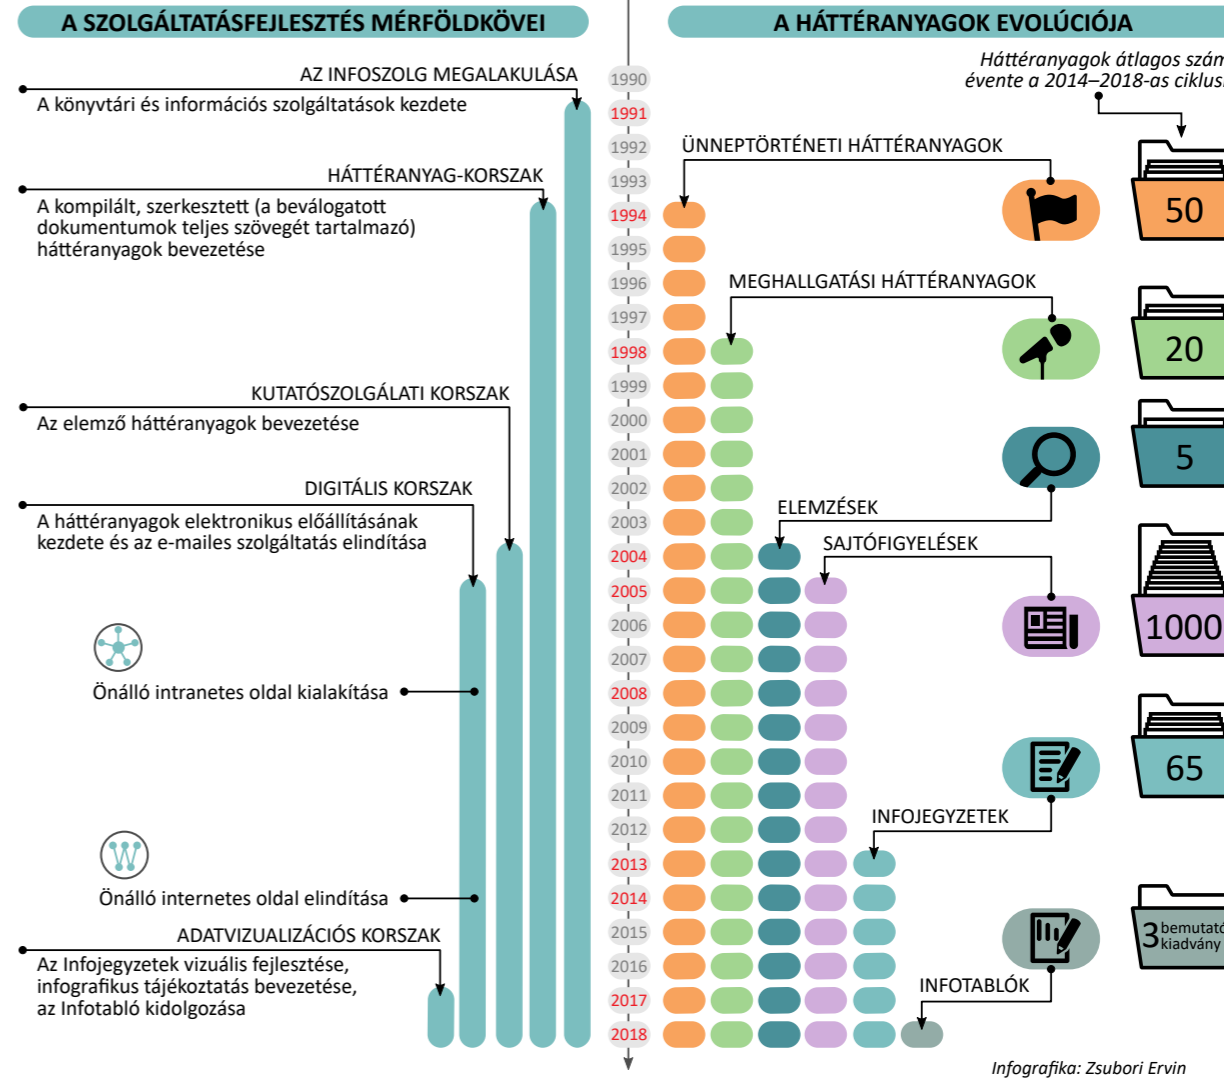 A SZOLGÁLTATÁSFEJLESZTÉS MÉRFÖLDKÖVEI
AZ INFOSZOLG MEGALAKULÁSA
A könyvtári és információs szolgáltatások kezdete
HÁTTÉRANYAG-KORSZAK
A kompilált, szerkesztett (a beválogatott
dokumentumok teljes szövegét tartalmazó)
háttéranyagok bevezetése
KUTATÓSZOLGÁLATI KORSZAK
Az elemző háttéranyagok bevezetése
DIGITÁLIS KORSZAK
A háttéranyagok elektronikus előállításának
kezdete és az e-mailes szolgáltatás elindítása
Önálló intranetes oldal kialakítása
W
Önálló internetes oldal elindítása
ADATVIZUALIZÁCIÓS KORSZAK
Az Infojegyzetek vizuális fejlesztése,
infografikus tájékoztatás bevezetése,
az Infotabló kidolgozása
1990
1991
1992
1993
1994
1995
1996
1997
1998
1999
2000
2001
2002
2003
2004
2005
2006
2007
2008
2009
2010
2011
2012
2013
2014
2015
2016
2017
2018
A HÁTTÉRANYAGOK EVOLÚCIÓJA
Háttéranyagok átlagos szám
évente a 2014–2018-as ciklus
ÜNNEPTÖRTÉNETI HÁTTÉRANYAGOK
50
MEGHALLGATÁSI HÁTTÉRANYAGOK
20
ELEMZÉSEK
5
SAJTÓFIGYELÉSEK
1000
INFOJEGYZETEK
65
INFOTABLÓK
3 bemutató
kiadvány
Infografika: Zsubori Ervin